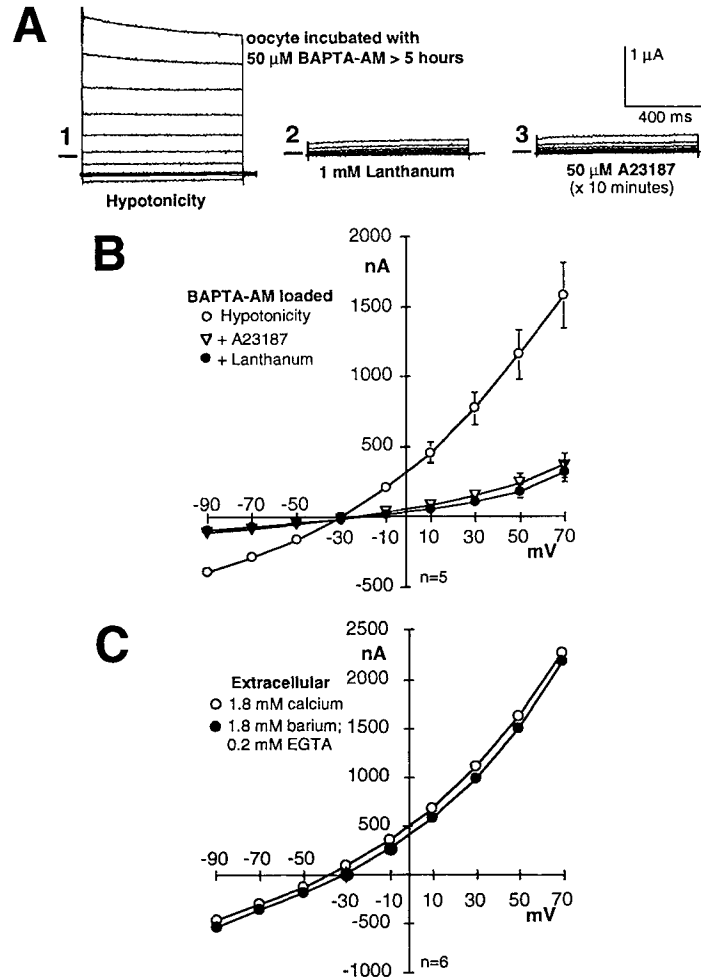 A
oocyte incubated with
50 µM BAPTA-AM > 5 hours
1 µA
400 ms
1
2
3
Hypotonicity
1 mM Lanthanum
50 µM A23187
(x 10 minutes)
B
2000
nA
1500
1000
500
-500
BAPTA-AM loaded
Hypotonicity
+ A23187
+ Lanthanum
-90 -70 -50
-30 -10 10 30 50 70
mV
n=5
C
2500
nA
2000
1500
1000
500
-500
-1000
Extracellular
1.8 mM calcium
1.8 mM barium;
0.2 mM EGTA
-90 -70 -50
-30 -10 10 30 50 70
mV
n=6